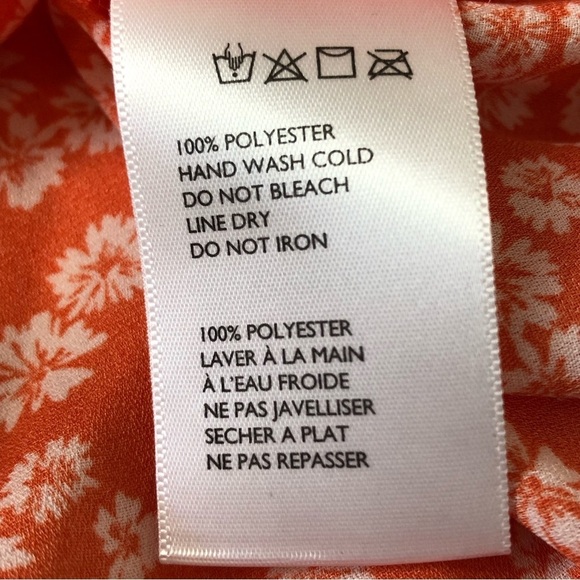 100% POLYESTER
HAND WASH COLD
DO NOT BLEACH
LINE DRY
DO NOT IRON
100% POLYESTER
LAVER À LA MAIN
À L'EAU FROIDE
NE PAS JAVELLISER
SECHER A PLAT
NE PAS REPASSER